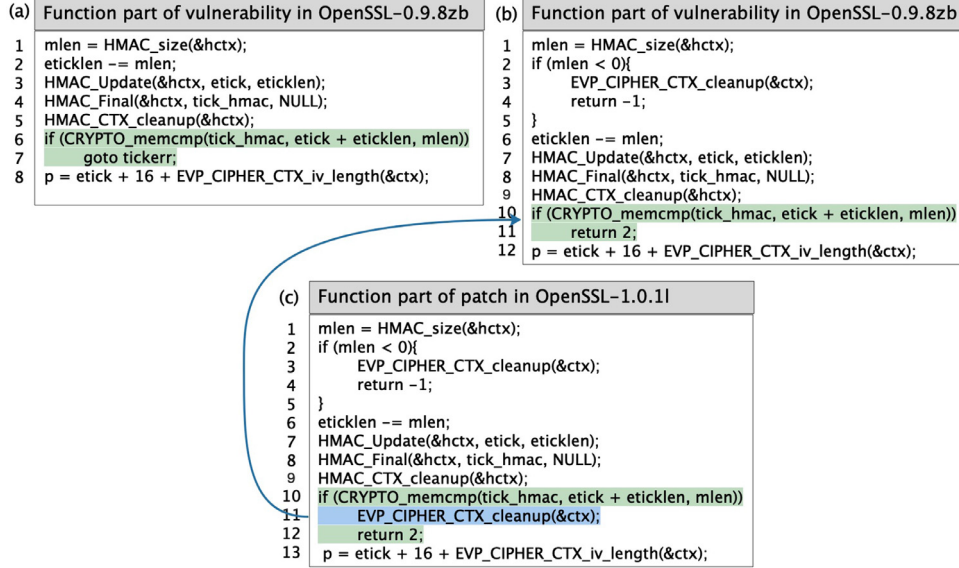 (a) Function part of vulnerability in OpenSSL-0.9.8zb
1 mlen = HMAC_size(&hctx);
2 eticklen -= mlen;
3 HMAC_Update(&hctx, etick, eticklen);
4 HMAC_Final(&hctx, tick_hmac, NULL);
5 HMAC_CTX_cleanup(&hctx);
6 if (CRYPTO_memcmp(tick_hmac, etick + eticklen, mlen))
7 goto tickerr;
8 p = etick + 16 + EVP_CIPHER_CTX_iv_length(&ctx);
(b) Function part of vulnerability in OpenSSL-0.9.8zb
1 mlen = HMAC_size(&hctx);
2 if (mlen < 0){
3 EVP_CIPHER_CTX_cleanup(&ctx);
4 return -1;
5 }
6 eticklen -= mlen;
7 HMAC_Update(&hctx, etick, eticklen);
8 HMAC_Final(&hctx, tick_hmac, NULL);
9 HMAC_CTX_cleanup(&hctx);
10 if (CRYPTO_memcmp(tick_hmac, etick + eticklen, mlen))
11 return 2;
12 p = etick + 16 + EVP_CIPHER_CTX_iv_length(&ctx);
(c) Function part of patch in OpenSSL-1.0.1l
1 mlen = HMAC_size(&hctx);
2 if (mlen < 0){
3 EVP_CIPHER_CTX_cleanup(&ctx);
4 return -1;
5 }
6 eticklen -= mlen;
7 HMAC_Update(&hctx, etick, eticklen);
8 HMAC_Final(&hctx, tick_hmac, NULL);
9 HMAC_CTX_cleanup(&hctx);
10 if (CRYPTO_memcmp(tick_hmac, etick + eticklen, mlen))
11 EVP_CIPHER_CTX_cleanup(&ctx);
12 return 2;
13 p = etick + 16 + EVP_CIPHER_CTX_iv_length(&ctx);